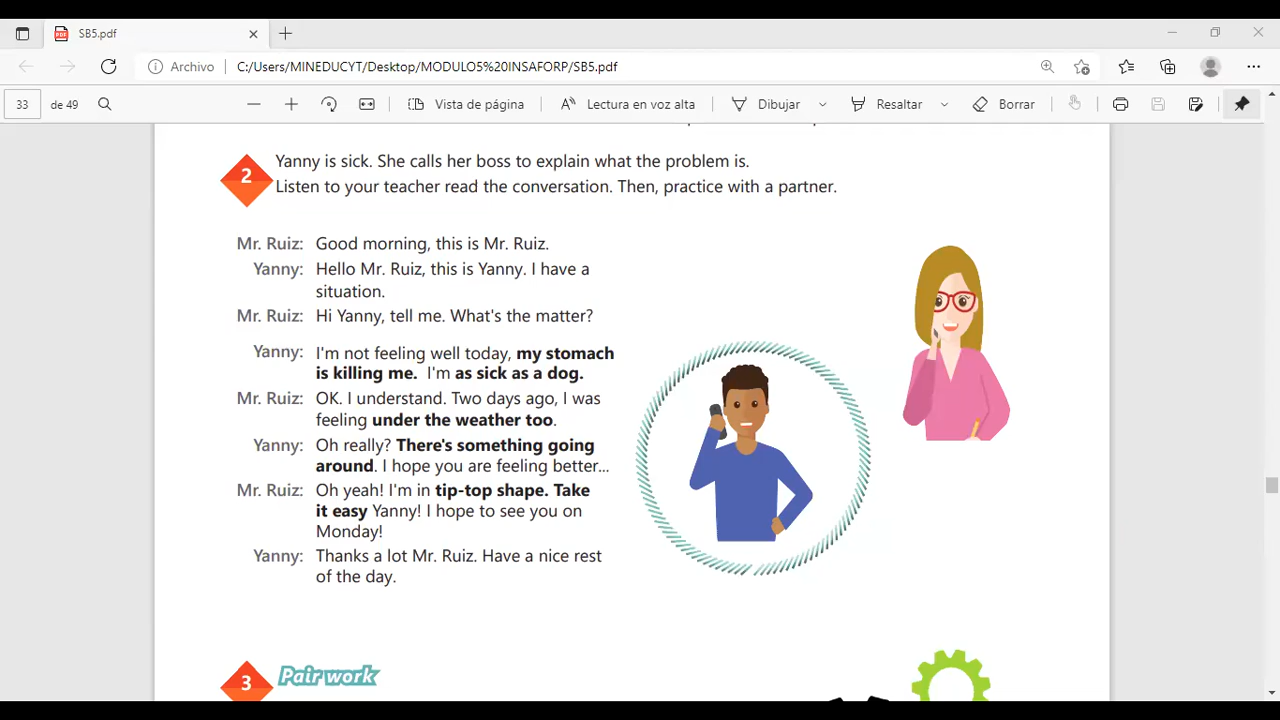 SB5.pdf
Archivo C:/Users/MINEDUCYT/Desktop/MODULO5%20INSAFORP/SB5.pdf
33 de 49 Vista de página Lectura en voz alta Dibujar Resaltar Borrar
2
Yanny is sick. She calls her boss to explain what the problem is.
Listen to your teacher read the conversation. Then, practice with a partner.
Mr. Ruiz: Good morning, this is Mr. Ruiz.
Yanny: Hello Mr. Ruiz, this is Yanny. I have a
situation.
Mr. Ruiz: Hi Yanny, tell me. What's the matter?
Yanny: I'm not feeling well today, my stomach
is killing me. I'm as sick as a dog.
Mr. Ruiz: OK. I understand. Two days ago, I was
feeling under the weather too.
Yanny: Oh really? There's something going
around. I hope you are feeling better...
Mr. Ruiz: Oh yeah! I'm in tip-top shape. Take
it easy Yanny! I hope to see you on
Monday!
Yanny: Thanks a lot Mr. Ruiz. Have a nice rest
of the day.
3 Pair work